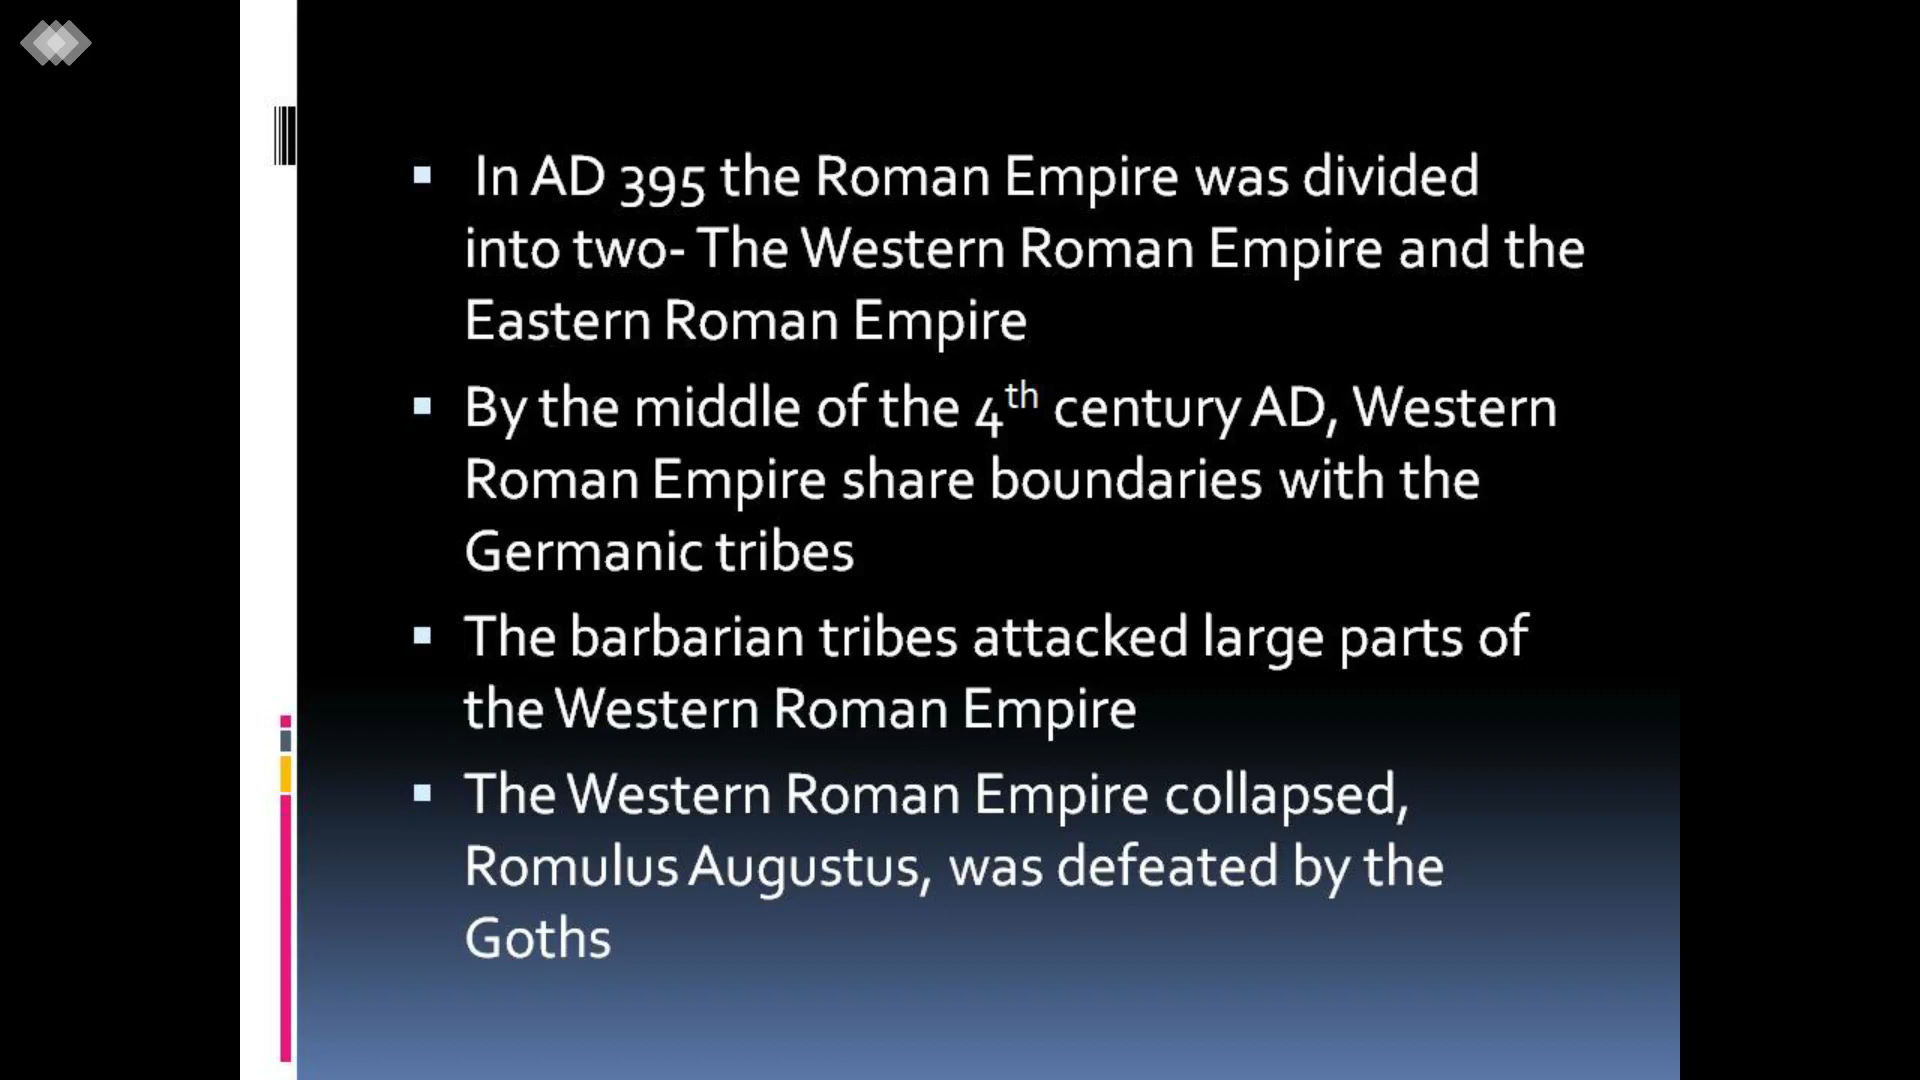 In AD 395 the Roman Empire was divided
into two- The Western Roman Empire and the
Eastern Roman Empire
By the middle of the 4th century AD, Western
Roman Empire share boundaries with the
Germanic tribes
The barbarian tribes attacked large parts of
the Western Roman Empire
The Western Roman Empire collapsed,
Romulus Augustus, was defeated by the
Goths